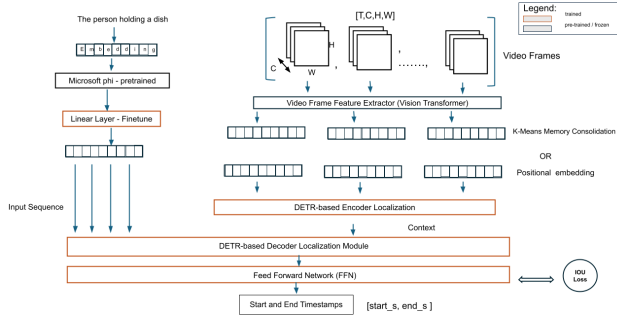 Legend:
trained
pre-trained / frozen
The person holding a dish
[T,C,H,W]
E m b e d d i n g
H
C
W
,
,
.......,
Video Frames
Microsoft phi - pretrained
Video Frame Feature Extractor (Vision Transformer)
Linear Layer - Finetune
K-Means Memory Consolidation
OR
Positional embedding
Input Sequence
DETR-based Encoder Localization
Context
DETR-based Decoder Localization Module
Feed Forward Network (FFN)
IOU
Loss
Start and End Timestamps
[start_s, end_s ]